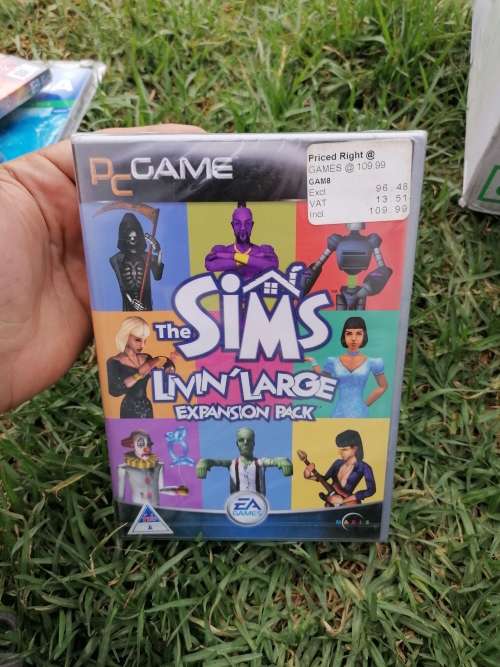 PC GAME
Priced Right @
GAMES @ 109.99
GAM8
Excl 96.48
VAT 13.51
Incl 109.99
The SIMS
LIVIN' LARGE
EXPANSION PACK
EA
GAMES
MAXIS
A